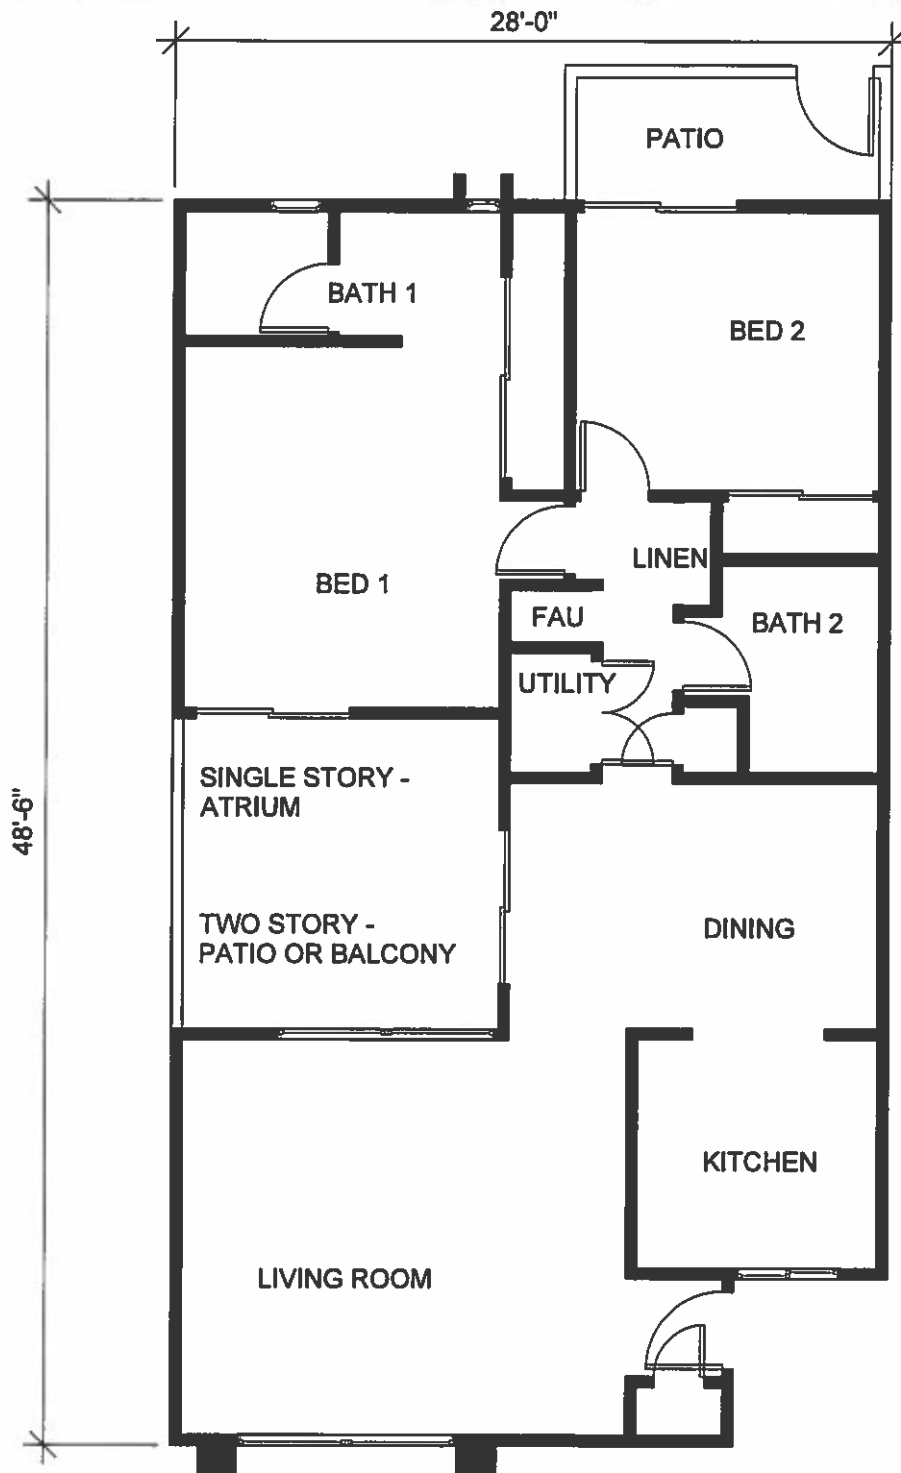 28'-0"
PATIO
BATH 1
BED 2
LINEN
BED 1
FAU
BATH 2
UTILITY
SINGLE STORY -
ATRIUM
48'-6"
TWO STORY -
PATIO OR BALCONY
DINING
KITCHEN
LIVING ROOM